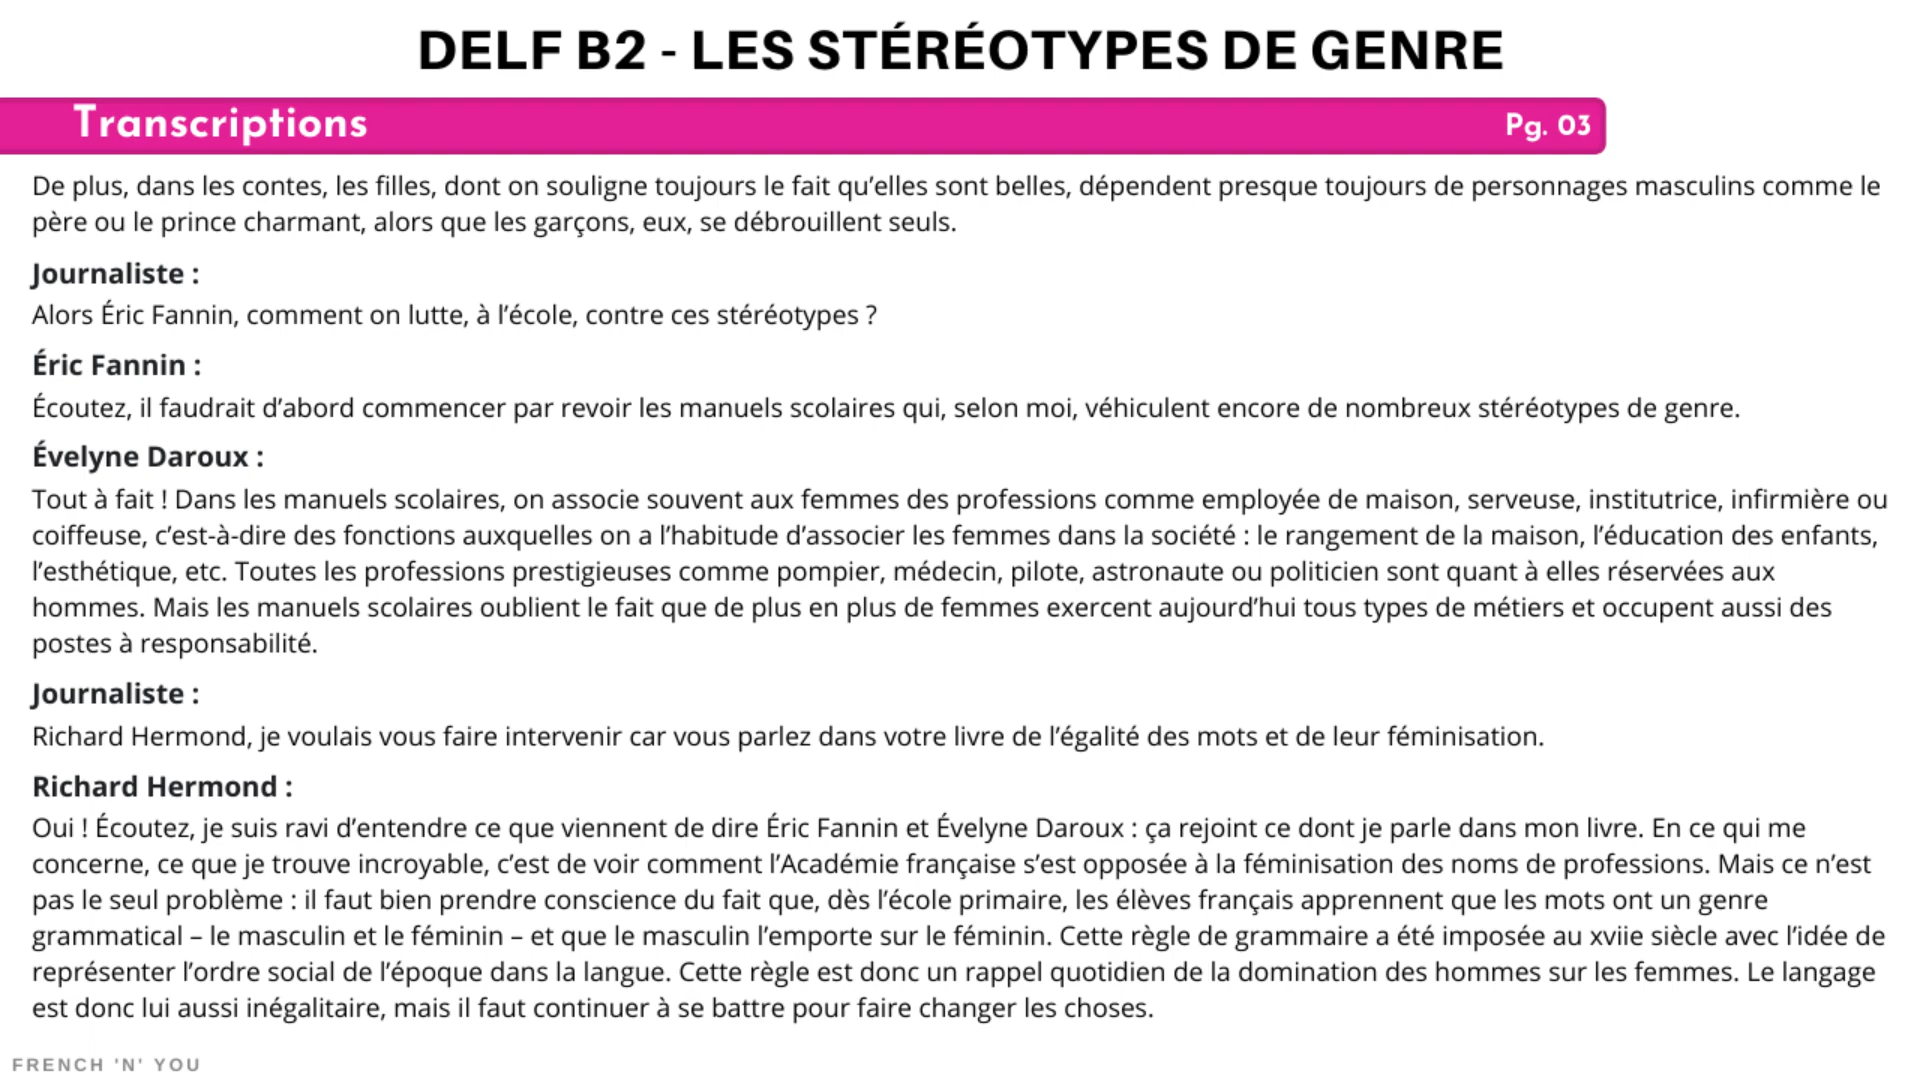 DELF B2 - LES STÉRÉOTYPES DE GENRE
Transcriptions
Pg. 03
De plus, dans les contes, les filles, dont on souligne toujours le fait qu’elles sont belles, dépendent presque toujours de personnages masculins comme le
père ou le prince charmant, alors que les garçons, eux, se débrouillent seuls.
Journaliste :
Alors Éric Fannin, comment on lutte, à l’école, contre ces stéréotypes ?
Éric Fannin :
Écoutez, il faudrait d’abord commencer par revoir les manuels scolaires qui, selon moi, véhiculent encore de nombreux stéréotypes de genre.
Évelyne Daroux :
Tout à fait ! Dans les manuels scolaires, on associe souvent aux femmes des professions comme employée de maison, serveuse, institutrice, infirmière ou
coiffeuse, c’est-à-dire des fonctions auxquelles on a l’habitude d’associer les femmes dans la société : le rangement de la maison, l’éducation des enfants,
l’esthétique, etc. Toutes les professions prestigieuses comme pompier, médecin, pilote, astronaute ou politicien sont quant à elles réservées aux
hommes. Mais les manuels scolaires oublient le fait que de plus en plus de femmes exercent aujourd’hui tous types de métiers et occupent aussi des
postes à responsabilité.
Journaliste :
Richard Hermond, je voulais vous faire intervenir car vous parlez dans votre livre de l’égalité des mots et de leur féminisation.
Richard Hermond :
Oui ! Écoutez, je suis ravi d’entendre ce que viennent de dire Éric Fannin et Évelyne Daroux : ça rejoint ce dont je parle dans mon livre. En ce qui me
concerne, ce que je trouve incroyable, c’est de voir comment l’Académie française s’est opposée à la féminisation des noms de professions. Mais ce n’est
pas le seul problème : il faut bien prendre conscience du fait que, dès l’école primaire, les élèves français apprennent que les mots ont un genre
grammatical – le masculin et le féminin – et que le masculin l’emporte sur le féminin. Cette règle de grammaire a été imposée au xviie siècle avec l’idée de
représenter l’ordre social de l’époque dans la langue. Cette règle est donc un rappel quotidien de la domination des hommes sur les femmes. Le langage
est donc lui aussi inégalitaire, mais il faut continuer à se battre pour faire changer les choses.
FRENCH 'N' YOU